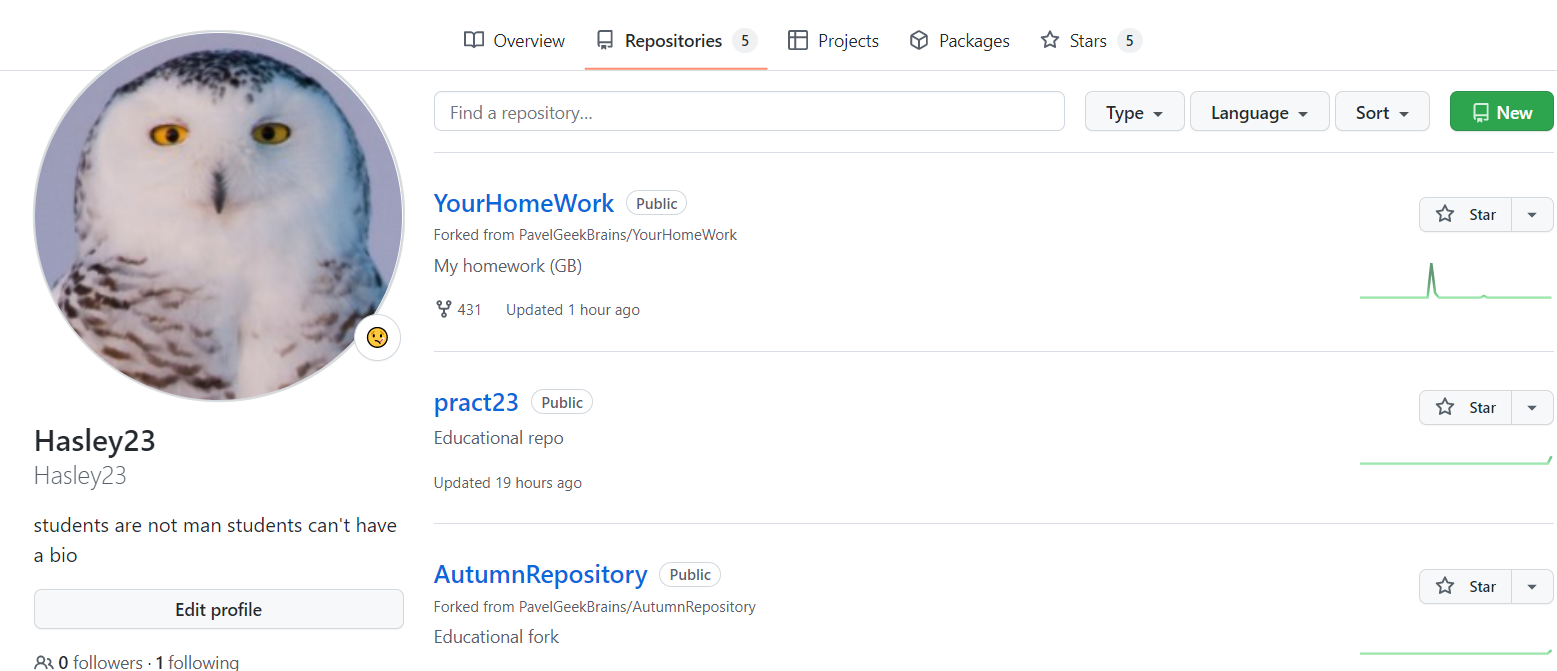 Overview
Repositories 5
Projects
Packages
Stars 5
Find a repository...
Type
Language
Sort
New
YourHomeWork Public
Star
Forked from PavelGeekBrains/YourHomeWork
My homework (GB)
431 Updated 1 hour ago
pract23 Public
Star
Educational repo
Updated 19 hours ago
AutumnRepository Public
Star
Forked from PavelGeekBrains/AutumnRepository
Educational fork
Hasley23
Hasley23
students are not man students can't have
a bio
Edit profile
0 followers · 1 following